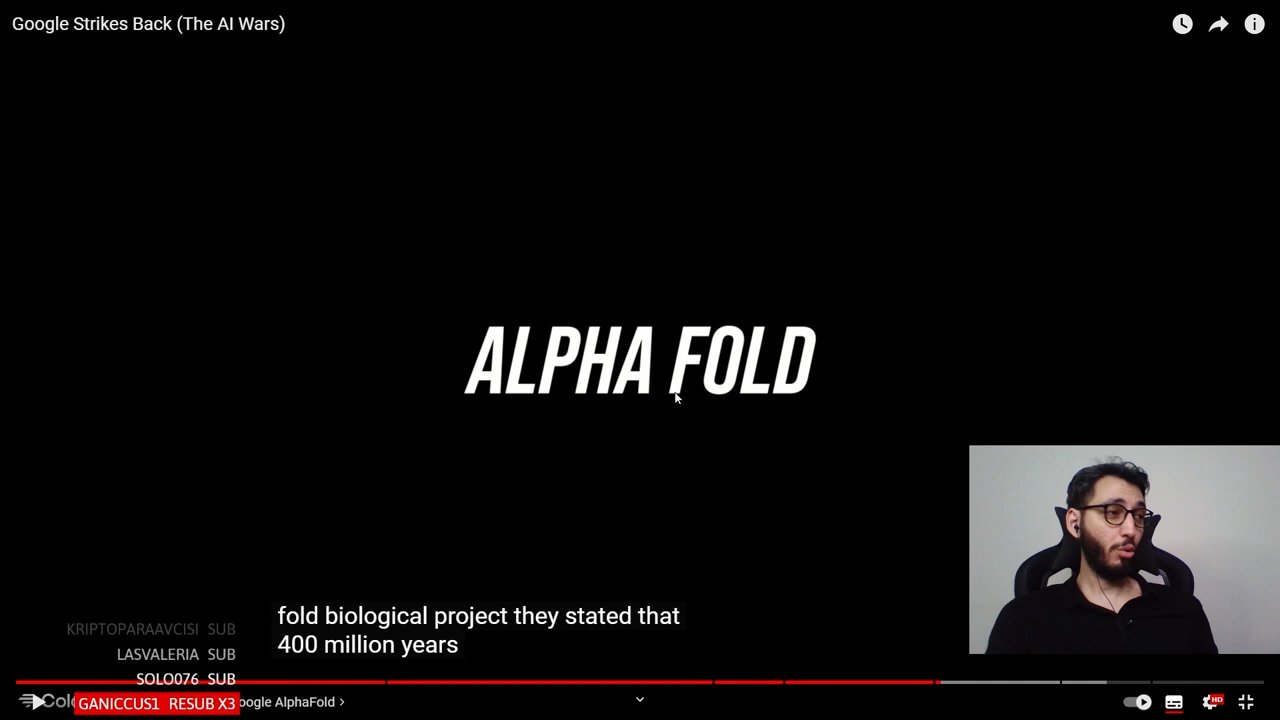 Google Strikes Back (The AI Wars)
ALPHA FOLD
fold biological project they stated that
400 million years
KRIPTOPARAAVCISI SUB
LASVALERIA SUB
SOLO076 SUB
GANICCUS1 RESUB X3
oogle AlphaFold
HD